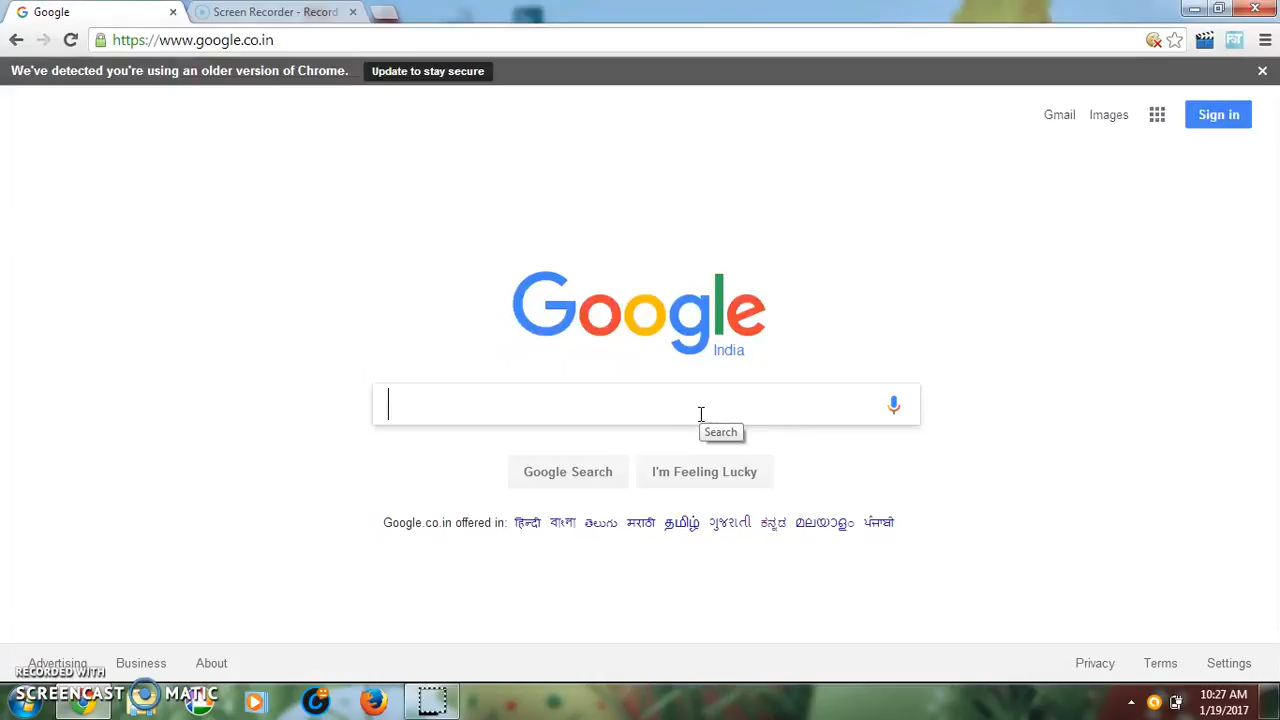 Google
Screen Recorder - Record
https://www.google.co.in
We've detected you're using an older version of Chrome.
Update to stay secure
Gmail
Images
Sign in
Google
India
Search
Google Search
I'm Feeling Lucky
Google.co.in offered in: हिन्दी বাংলা తెలుగు मराठी தமிழ் ગુજરાતી ಕನ್ನಡ മലയാളം ਪੰਜਾਬੀ
Advertising
Business
About
Privacy
Terms
Settings
RECORDED WITH
SCREENCAST MATIC
10:27 AM
1/19/2017